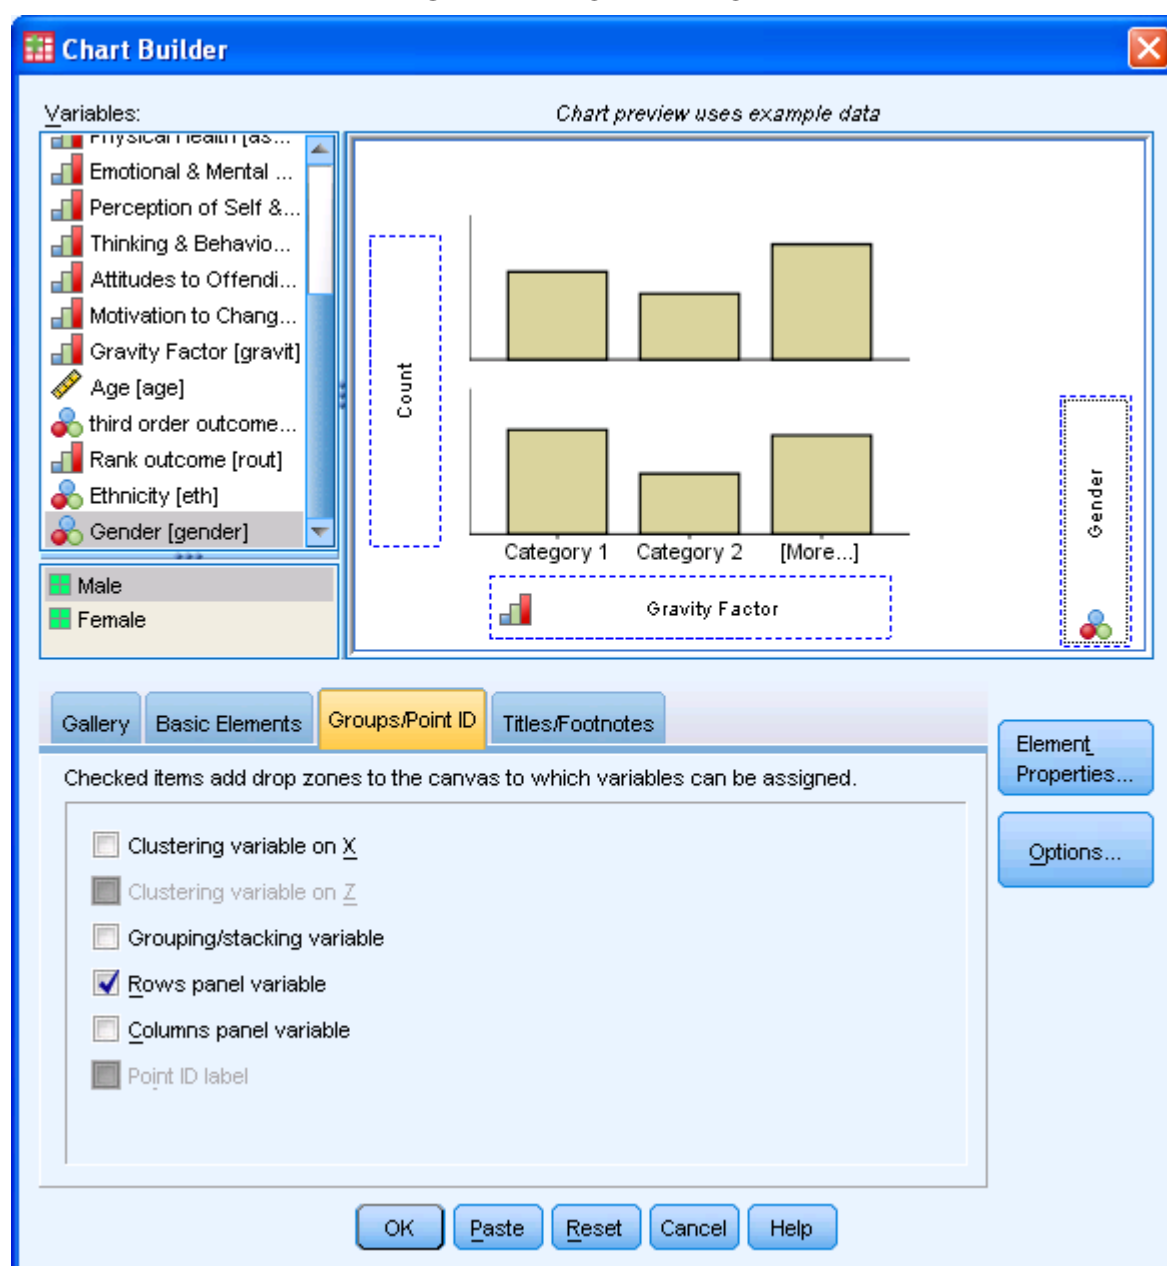 Chart Builder
Variables:
Chart preview uses example data
Physical Health [as...
Emotional & Mental ...
Perception of Self &...
Thinking & Behavio...
Attitudes to Offendi...
Motivation to Chang...
Gravity Factor [gravit]
Age [age]
third order outcome...
Rank outcome [rout]
Ethnicity [eth]
Gender [gender]
Male
Female
Count
Category 1 Category 2 [More...]
Gravity Factor
Gender
Gallery Basic Elements Groups/Point ID Titles/Footnotes
Checked items add drop zones to the canvas to which variables can be assigned.
Clustering variable on X
Clustering variable on Z
Grouping/stacking variable
Rows panel variable
Columns panel variable
Point ID label
Element
Properties...
Options...
OK Paste Reset Cancel Help